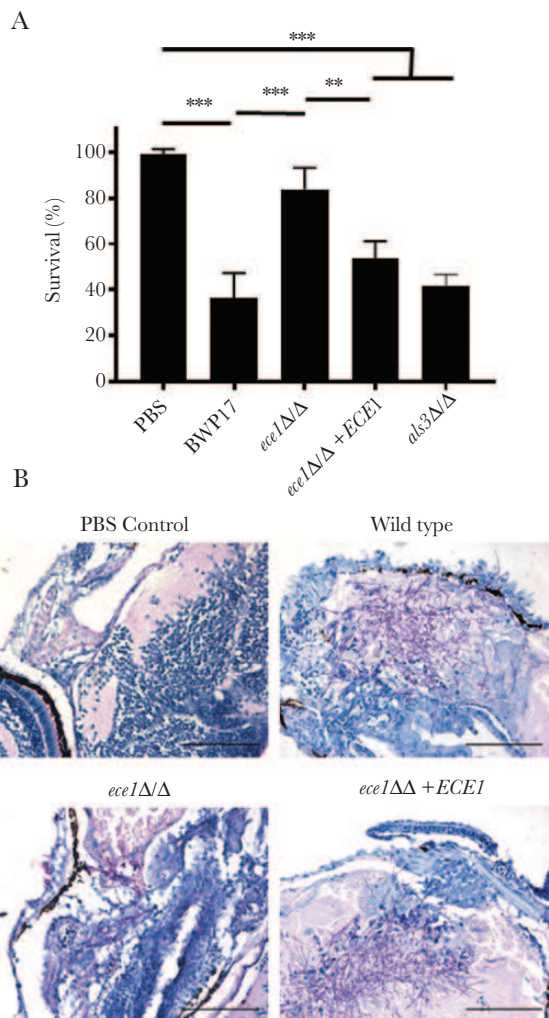 A
***
***
***
**
Survival (%)
100
80
60
40
20
0
PBS
BWP17
ece1Δ/Δ
ece1Δ/Δ +ECE1
als3Δ/Δ
B
PBS Control
Wild type
ece1Δ/Δ
ece1ΔΔ +ECE1